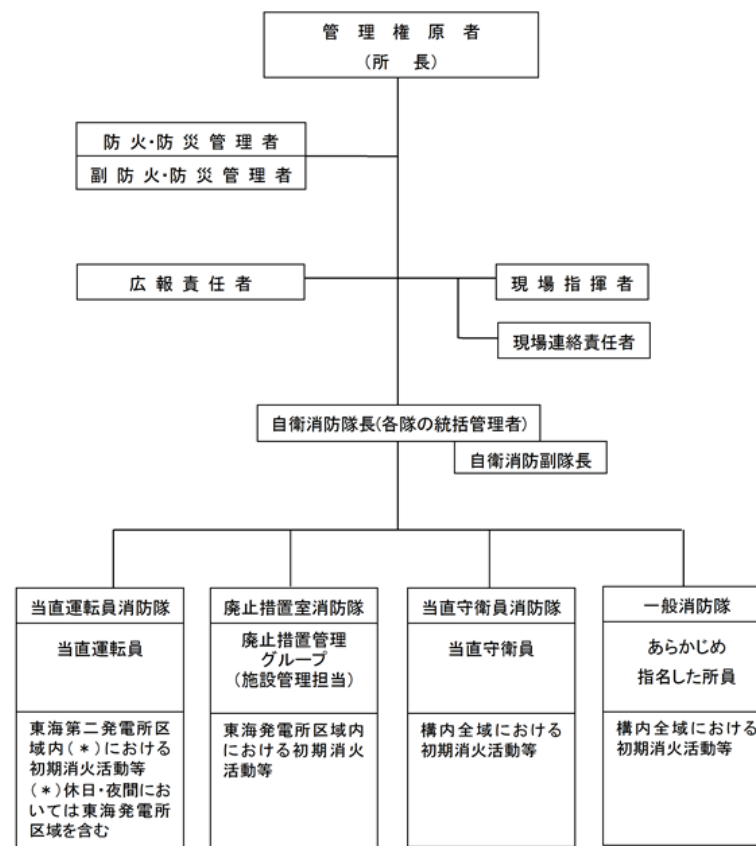 管理権原者
(所 長)
防火・防災管理者
副防火・防災管理者
広報責任者
現場指揮者
現場連絡責任者
自衛消防隊長(各隊の統括管理者)
自衛消防副隊長
当直運転員消防隊
当直運転員
東海第二発電所区
域内(*)における
初期消火活動等
(*)休日・夜間にお
いては東海発電所
区域を含む
廃止措置室消防隊
廃止措置管理
グループ
(施設管理担当)
東海発電所区域内
における初期消火
活動等
当直守衛員消防隊
当直守衛員
構内全域における
初期消火活動等
一般消防隊
あらかじめ
指名した所員
構内全域における
初期消火活動等